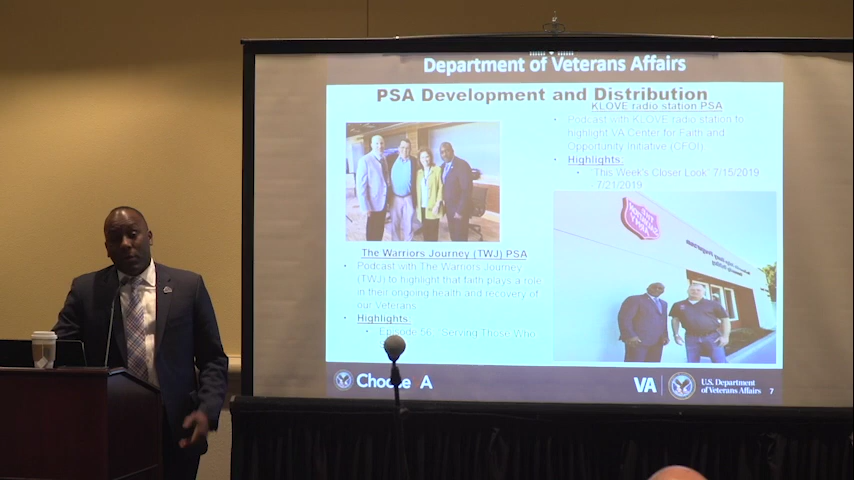 Department of Veterans Affairs
PSA Development and Distribution
KLOVE radio station PSA
• Podcast with KLOVE radio station to
highlight VA Center for Faith and
Opportunity Initiative (CFOI)
• Highlights:
• "This Week's Closer Look" 7/15/2019
- 7/21/2019
The Warriors Journey (TWJ) PSA
• Podcast with The Warriors Journey
(TWJ) to highlight that faith plays a role
in their ongoing health and recovery of
our Veterans
• Highlights:
• Episode 56 " Serving Those Who
THE
SALVATION
ARMY
Choose A
VA
U.S. Department
of Veterans Affairs
7